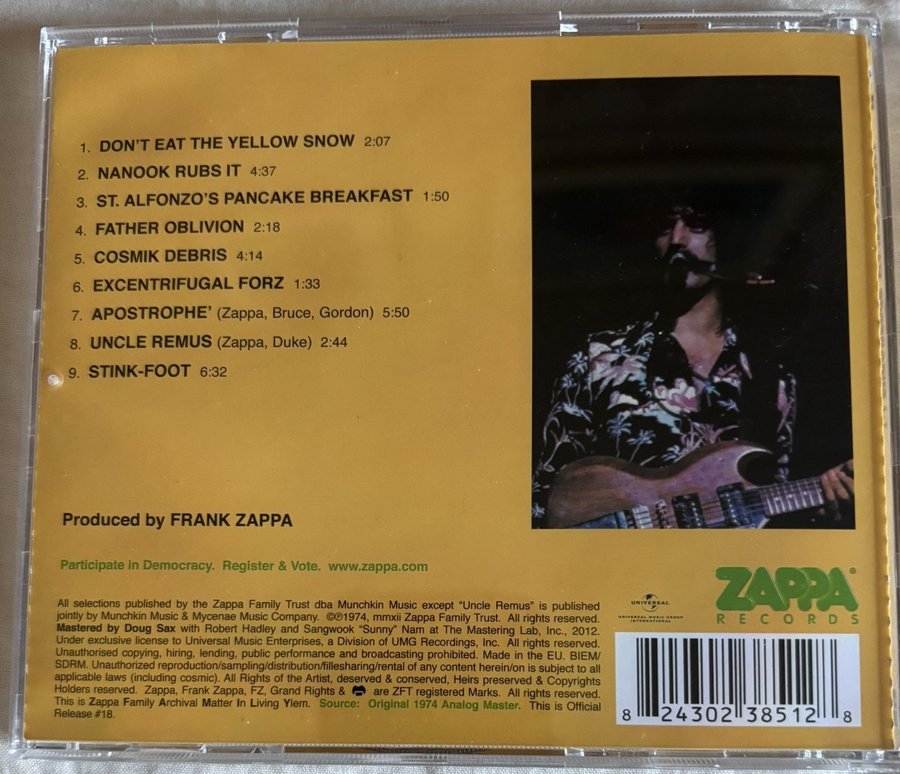 1. DON'T EAT THE YELLOW SNOW 2:07
2. NANOOK RUBS IT 4:37
3. ST. ALFONZO'S PANCAKE BREAKFAST 1:50
4. FATHER OBLIVION 2:18
5. COSMIK DEBRIS 4:14
6. EXCENTRIFUGAL FORZ 1:33
7. APOSTROPHE' (Zappa, Bruce, Gordon) 5:50
8. UNCLE REMUS (Zappa, Duke) 2:44
9. STINK-FOOT 6:32
Produced by FRANK ZAPPA
Participate in Democracy. Register & Vote. www.zappa.com
All selections published by the Zappa Family Trust dba Munchkin Music except "Uncle Remus" is published
jointly by Munchkin Music & Mycenae Music Company. ©℗1974, mmxii Zappa Family Trust. All rights reserved.
Mastered by Doug Sax with Robert Hadley and Sangwook "Sunny" Nam at The Mastering Lab, Inc., 2012.
Under exclusive license to Universal Music Enterprises, a Division of UMG Recordings, Inc. All rights reserved.
Unauthorised copying, hiring, lending, public performance and broadcasting prohibited. Made in the EU. BIEM/
SDRM. Unauthorized reproduction/sampling/distribution/fillesharing/rental of any content herein/on is subject to all
applicable laws (including cosmic). All Rights of the Artist, deserved & conserved, Heirs preserved & Copyrights
Holders reserved. Zappa, Frank Zappa, FZ, Grand Rights & are ZFT registered Marks. All rights reserved.
This is Zappa Family Archival Matter In Living Ylem. Source: Original 1974 Analog Master. This is Official
Release #18.
UNIVERSAL
UNIVERSAL MUSIC GROUP
INTERNATIONAL
ZAPPA®
RECORDS
8 24302 38512 8